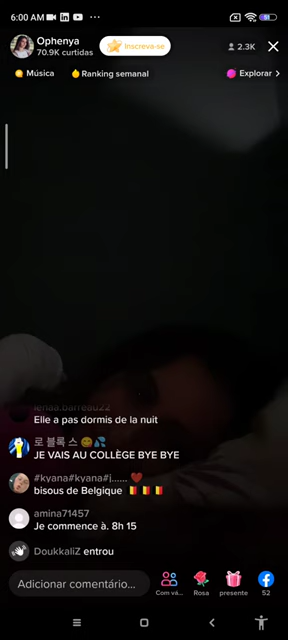 6:00 AM
Ophenya
70.9K curtidas
Inscreva-se
2.3K
Música
Ranking semanal
Explorar >
lenaa.barreau22
Elle a pas dormis de la nuit
로 블록 스 😋💦
JE VAIS AU COLLÈGE BYE BYE
#kyana#kyana#j...... ❤️
bisous de Belgique 🇧🇪🇧🇪🇧🇪
amina71457
Je commence à. 8h 15
DoukkaliZ entrou
Adicionar comentário...
Com vá...
Rosa
presente
52